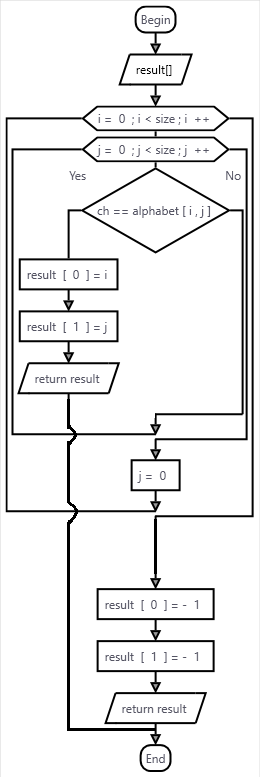 Begin
result[]
i = 0 ; i < size ; i ++
j = 0 ; j < size ; j ++
Yes
No
ch == alphabet [ i , j ]
result [ 0 ] = i
result [ 1 ] = j
return result
j = 0
result [ 0 ] = - 1
result [ 1 ] = - 1
return result
End